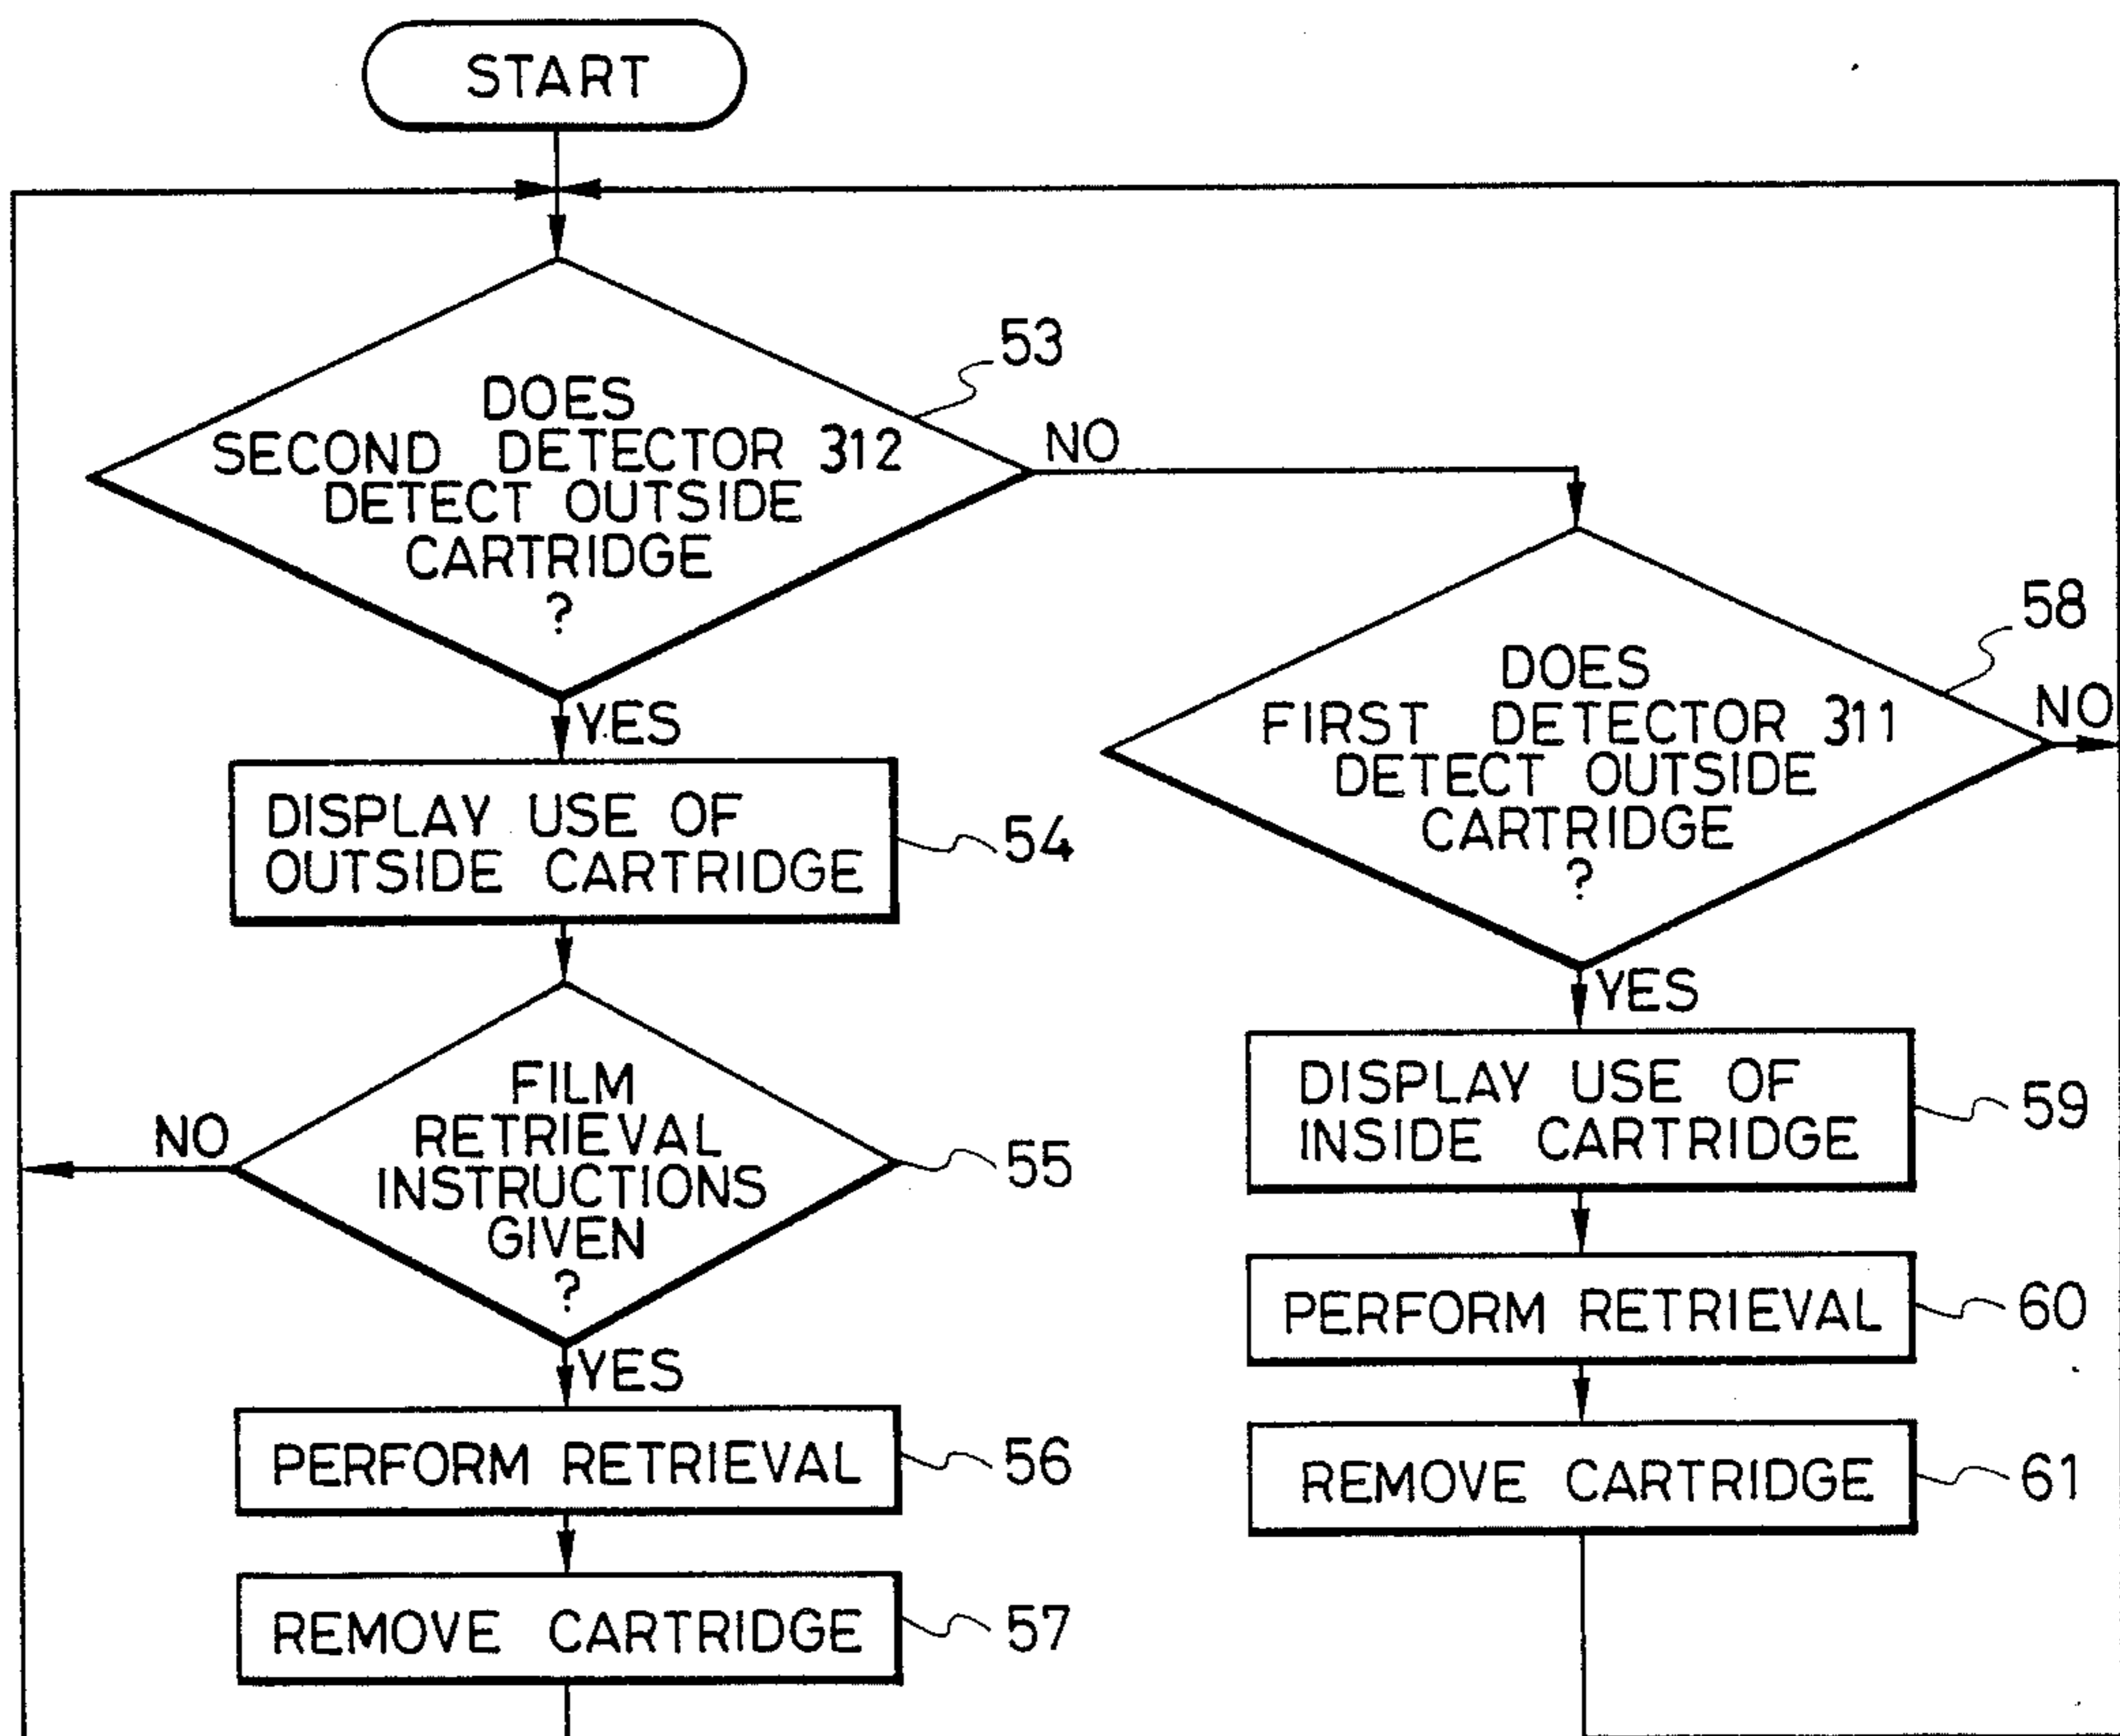 START
DOES
SECOND DETECTOR 312
DETECT OUTSIDE
CARTRIDGE
?
53
NO
YES
DISPLAY USE OF
OUTSIDE CARTRIDGE
54
FILM
RETRIEVAL
INSTRUCTIONS
GIVEN
?
55
NO
YES
PERFORM RETRIEVAL
56
REMOVE CARTRIDGE
57
DOES
FIRST DETECTOR 311
DETECT OUTSIDE
CARTRIDGE
?
58
NO
YES
DISPLAY USE OF
INSIDE CARTRIDGE
59
PERFORM RETRIEVAL
60
REMOVE CARTRIDGE
61